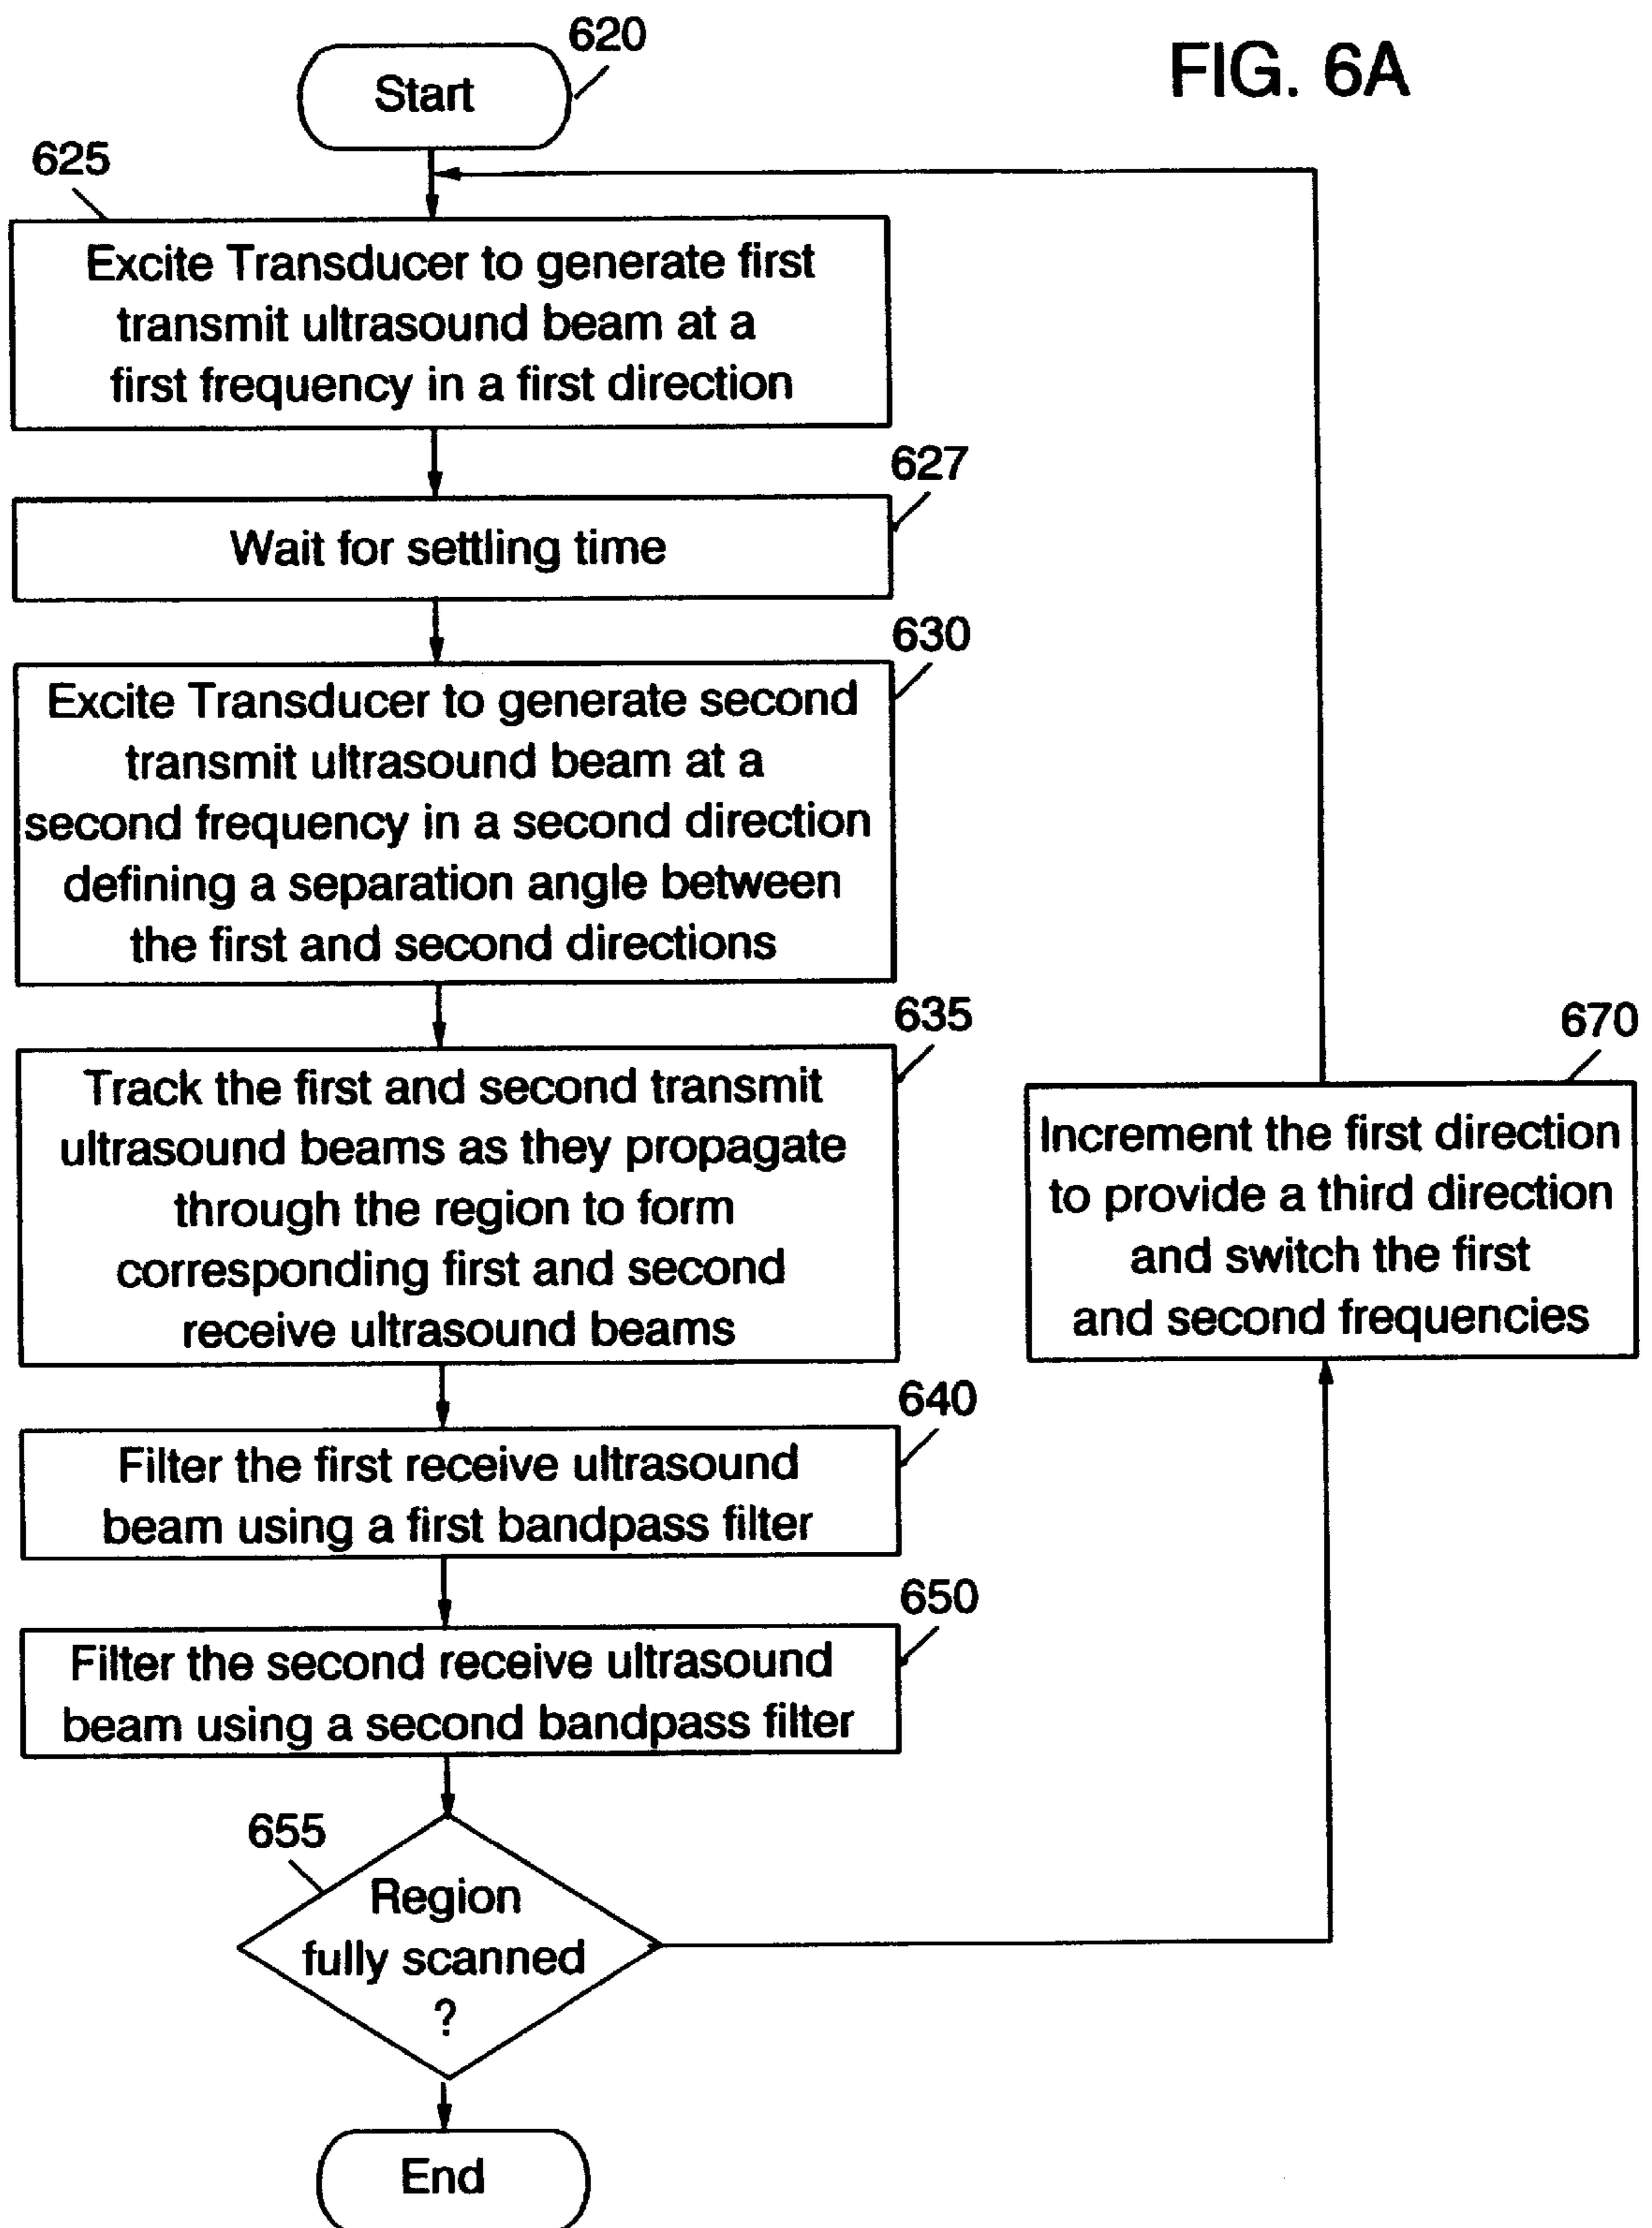 FIG. 6A
620
Start
625
Excite Transducer to generate first
transmit ultrasound beam at a
first frequency in a first direction
627
Wait for settling time
630
Excite Transducer to generate second
transmit ultrasound beam at a
second frequency in a second direction
defining a separation angle between
the first and second directions
635
Track the first and second transmit
ultrasound beams as they propagate
through the region to form
corresponding first and second
receive ultrasound beams
640
Filter the first receive ultrasound
beam using a first bandpass filter
650
Filter the second receive ultrasound
beam using a second bandpass filter
655
Region
fully scanned
?
670
Increment the first direction
to provide a third direction
and switch the first
and second frequencies
End